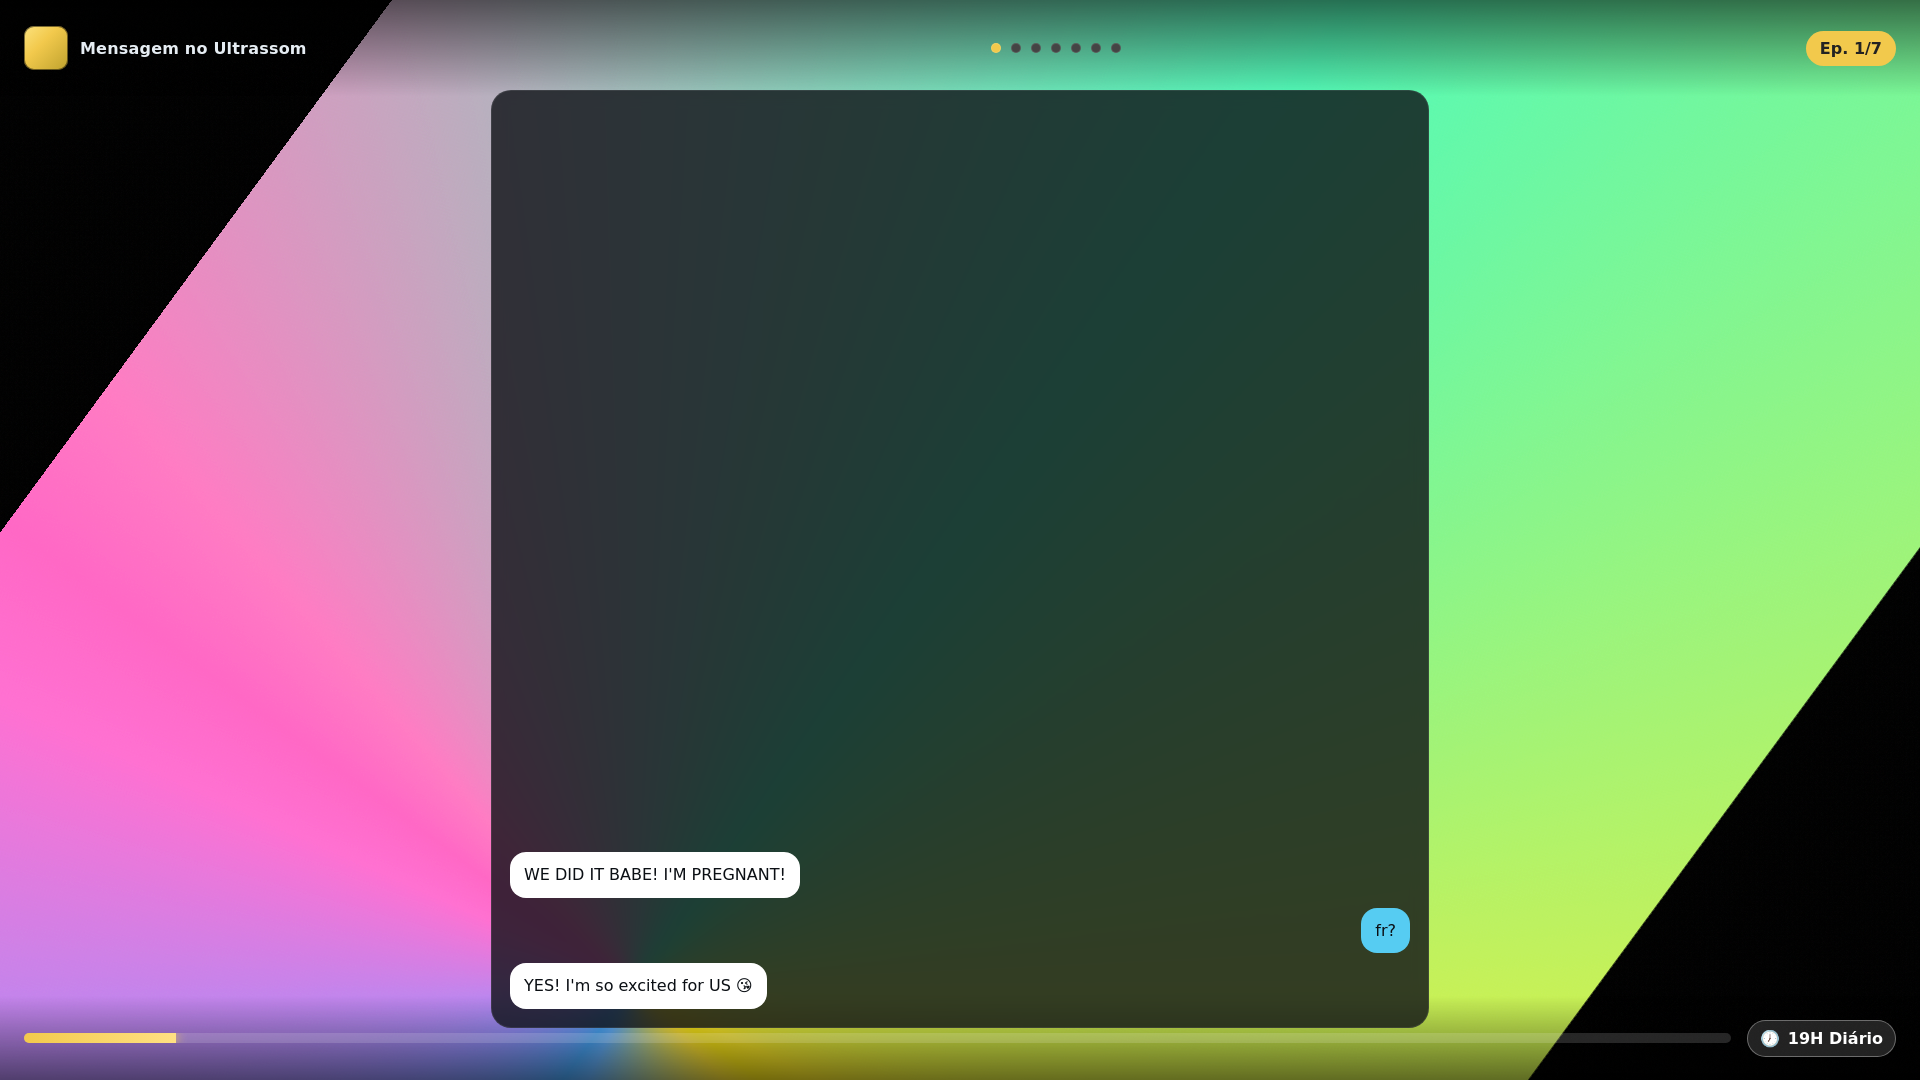 Mensagem no Ultrassom
Ep. 1/7
WE DID IT BABE! I'M PREGNANT!
fr?
YES! I'm so excited for US 😘
19H Diário